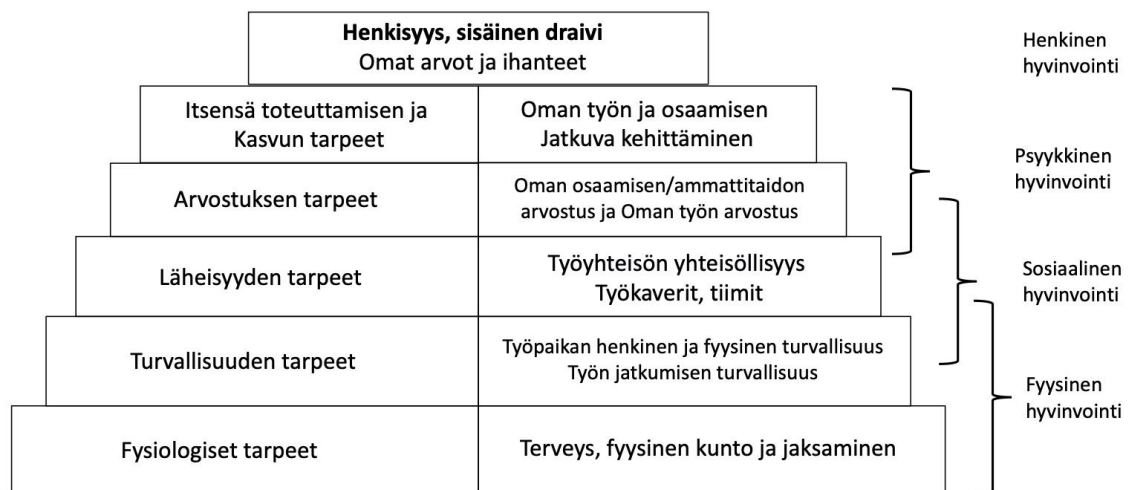 Henkisyys, sisäinen draivi
Omat arvot ja ihanteet
Henkinen
hyvinvointi
Itsensä toteuttamisen ja
Kasvun tarpeet
Oman työn ja osaamisen
Jatkuva kehittäminen
Psyykkinen
hyvinvointi
Arvostuksen tarpeet
Oman osaamisen/ammattitaidon
arvostus ja Oman työn arvostus
Läheisyyden tarpeet
Työyhteisön yhteisöllisyys
Työkaverit, tiimit
Sosiaalinen
hyvinvointi
Turvallisuuden tarpeet
Työpaikan henkinen ja fyysinen turvallisuus
Työn jatkumisen turvallisuus
Fyysinen
hyvinvointi
Fysiologiset tarpeet
Terveys, fyysinen kunto ja jaksaminen